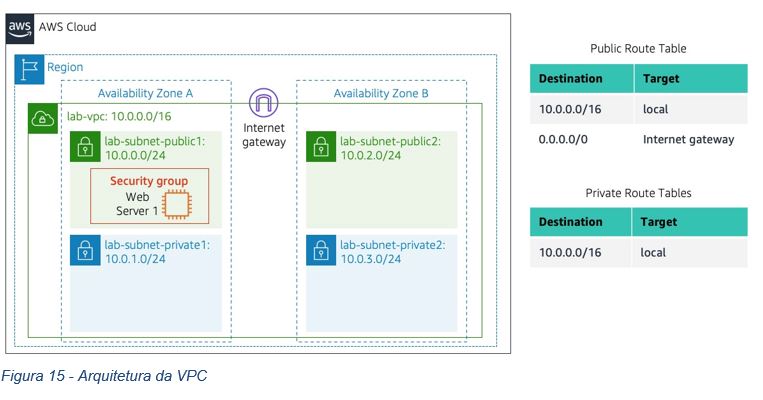 aws AWS Cloud
Region
Availability Zone A
Availability Zone B
lab-vpc: 10.0.0.0/16
Internet
gateway
lab-subnet-public1:
10.0.0.0/24
Security group
Web
Server 1
lab-subnet-public2:
10.0.2.0/24
lab-subnet-private1:
10.0.1.0/24
lab-subnet-private2:
10.0.3.0/24
Public Route Table
Destination Target
10.0.0.0/16 local
0.0.0.0/0 Internet gateway
Private Route Tables
Destination Target
10.0.0.0/16 local
Figura 15 - Arquitetura da VPC